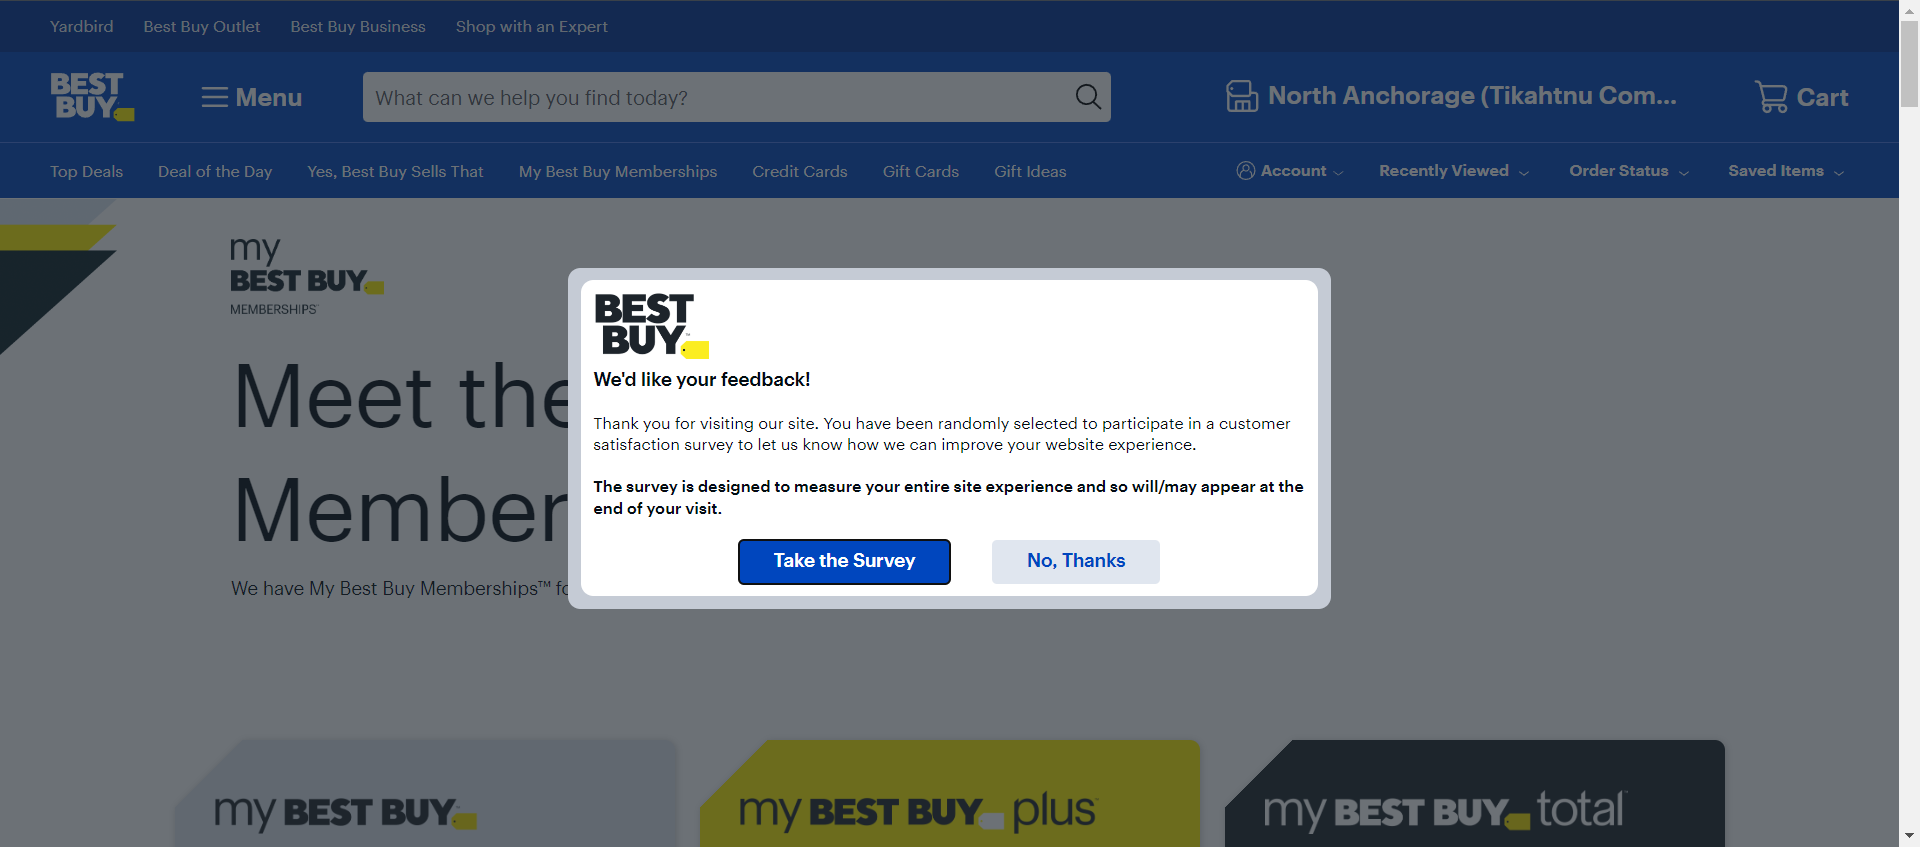 Yardbird Best Buy Outlet Best Buy Business Shop with an Expert
BEST
BUY
Menu
What can we help you find today?
North Anchorage (Tikahtnu Com...
Cart
Top Deals Deal of the Day Yes, Best Buy Sells That My Best Buy Memberships Credit Cards Gift Cards Gift Ideas
Account Recently Viewed Order Status Saved Items
my
BEST BUY
MEMBERSHIPS™
Meet the
Member
We have My Best Buy Memberships™ fo
BEST
BUY™
We'd like your feedback!
Thank you for visiting our site. You have been randomly selected to participate in a customer
satisfaction survey to let us know how we can improve your website experience.
The survey is designed to measure your entire site experience and so will/may appear at the
end of your visit.
Take the Survey
No, Thanks
my BEST BUY™
my BEST BUY plus™
my BEST BUY total™